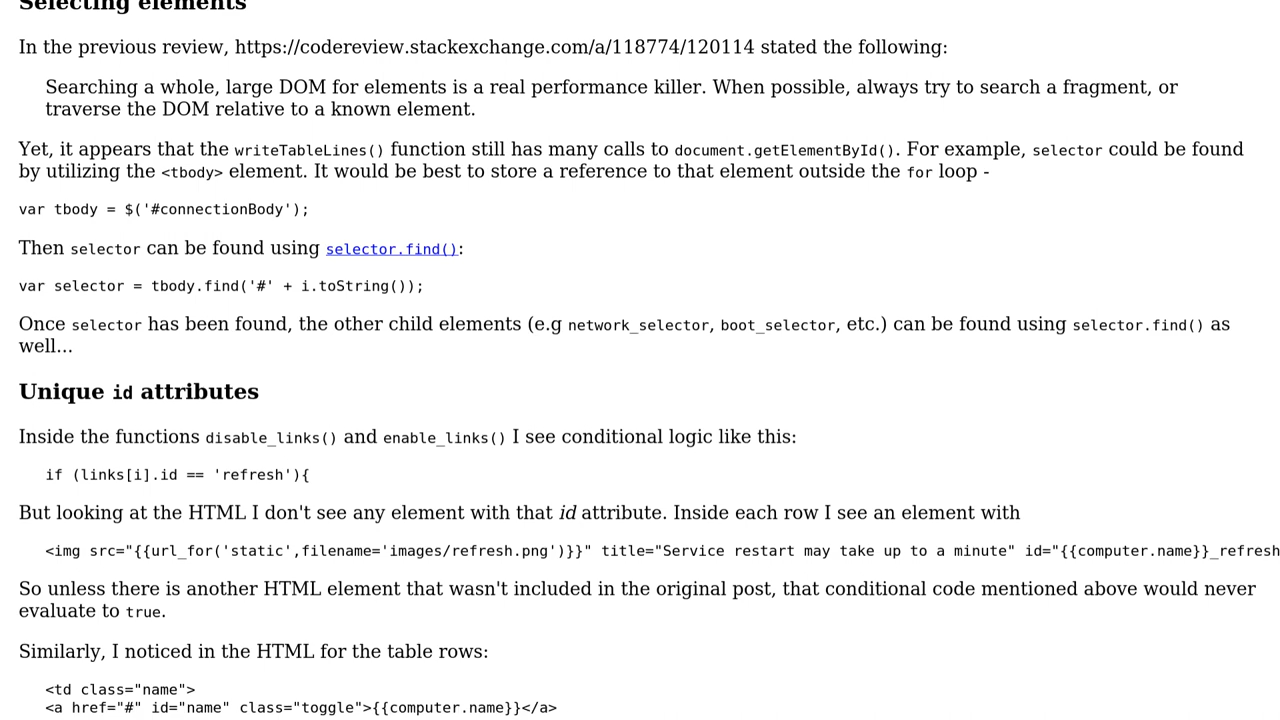 Selecting elements
In the previous review, https://codereview.stackexchange.com/a/118774/120114 stated the following:
Searching a whole, large DOM for elements is a real performance killer. When possible, always try to search a fragment, or
traverse the DOM relative to a known element.
Yet, it appears that the writeTableLines() function still has many calls to document.getElementById(). For example, selector could be found
by utilizing the <tbody> element. It would be best to store a reference to that element outside the for loop -
var tbody = $('#connectionBody');
Then selector can be found using selector.find():
var selector = tbody.find('#' + i.toString());
Once selector has been found, the other child elements (e.g network_selector, boot_selector, etc.) can be found using selector.find() as
well...
Unique id attributes
Inside the functions disable_links() and enable_links() I see conditional logic like this:
if (links[i].id == 'refresh'){
But looking at the HTML I don't see any element with that id attribute. Inside each row I see an element with
<img src="{{url_for('static',filename='images/refresh.png')}}" title="Service restart may take up to a minute" id="{{computer.name}}_refresh
So unless there is another HTML element that wasn't included in the original post, that conditional code mentioned above would never
evaluate to true.
Similarly, I noticed in the HTML for the table rows:
<td class="name">
<a href="#" id="name" class="toggle">{{computer.name}}</a>